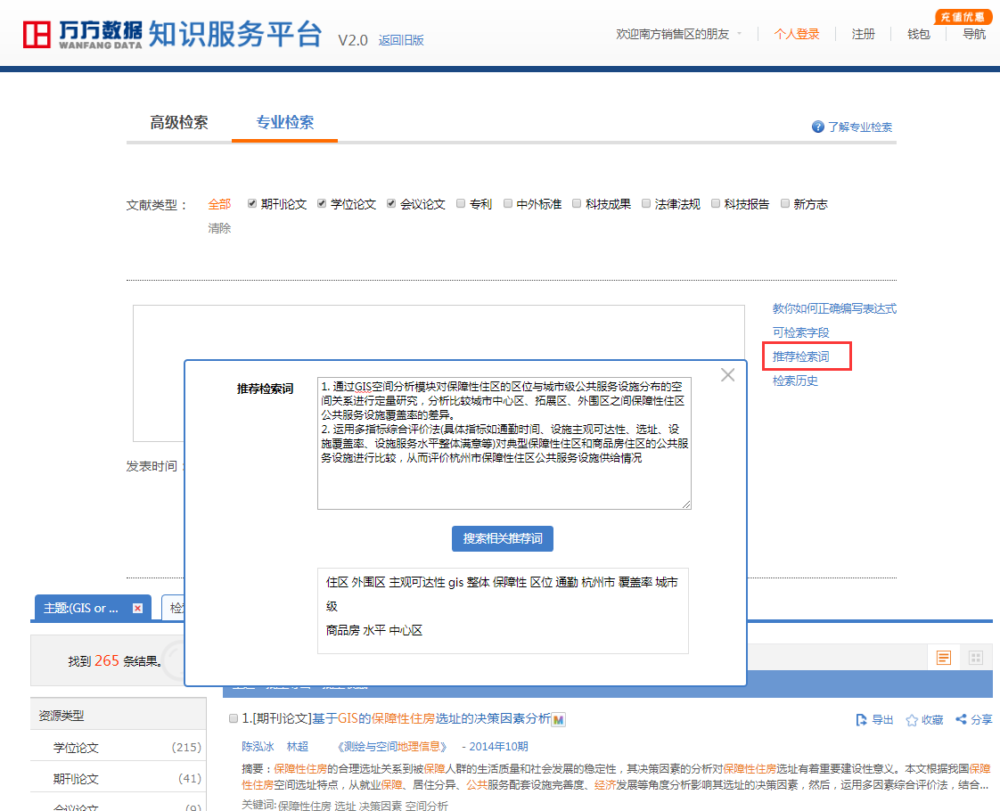 万方数据
WANFANG DATA
知识服务平台
V2.0 返回旧版
欢迎南方销售区的朋友
个人登录
注册
钱包
导航
充值优惠
高级检索 专业检索
? 了解专业检索
文献类型： 全部 期刊论文 学位论文 会议论文 专利 中外标准 科技成果 法律法规 科技报告 新方志
清除
教你如何正确编写表达式
可检索字段
推荐检索词
检索历史
推荐检索词
1. 通过GIS空间分析模块对保障性住区的区位与城市级公共服务设施分布的空
间关系进行定量研究，分析比较城市中心区、拓展区、外围区之间保障性住区
公共服务设施覆盖率的差异。
2. 运用多指标综合评价法(具体指标如通勤时间、设施主观可达性、选址、设
施覆盖率、设施服务水平整体满意等)对典型保障性住区和商品房住区的公共服
务设施进行比较，从而评价杭州市保障性住区公共服务设施供给情况
发表时间：
搜索相关推荐词
住区 外围区 主观可达性 gis 整体 保障性 区位 通勤 杭州市 覆盖率 城市
级
商品房 水平 中心区
主题:(GIS or ...
找到 265 条结果。
资源类型
学位论文 (215)
期刊论文 (41)
会议论文 (9)
1.[期刊论文]基于GIS的保障性住房选址的决策因素分析 M
导出 收藏 分享
陈泓冰 林超 《测绘与空间地理信息》 - 2014年10期
摘要：保障性住房的合理选址关系到被保障人群的生活质量和社会发展的稳定性，其决策因素的分析对保障性住房选址有着重要建设性意义。本文根据我国保障
性住房空间选址特点，从就业保障、居住分异、公共服务配套设施完善度、经济发展等角度分析影响其选址的决策因素，然后，运用多因素综合评价法，结合...
关键词:保障性住房 选址 决策因素 空间分析